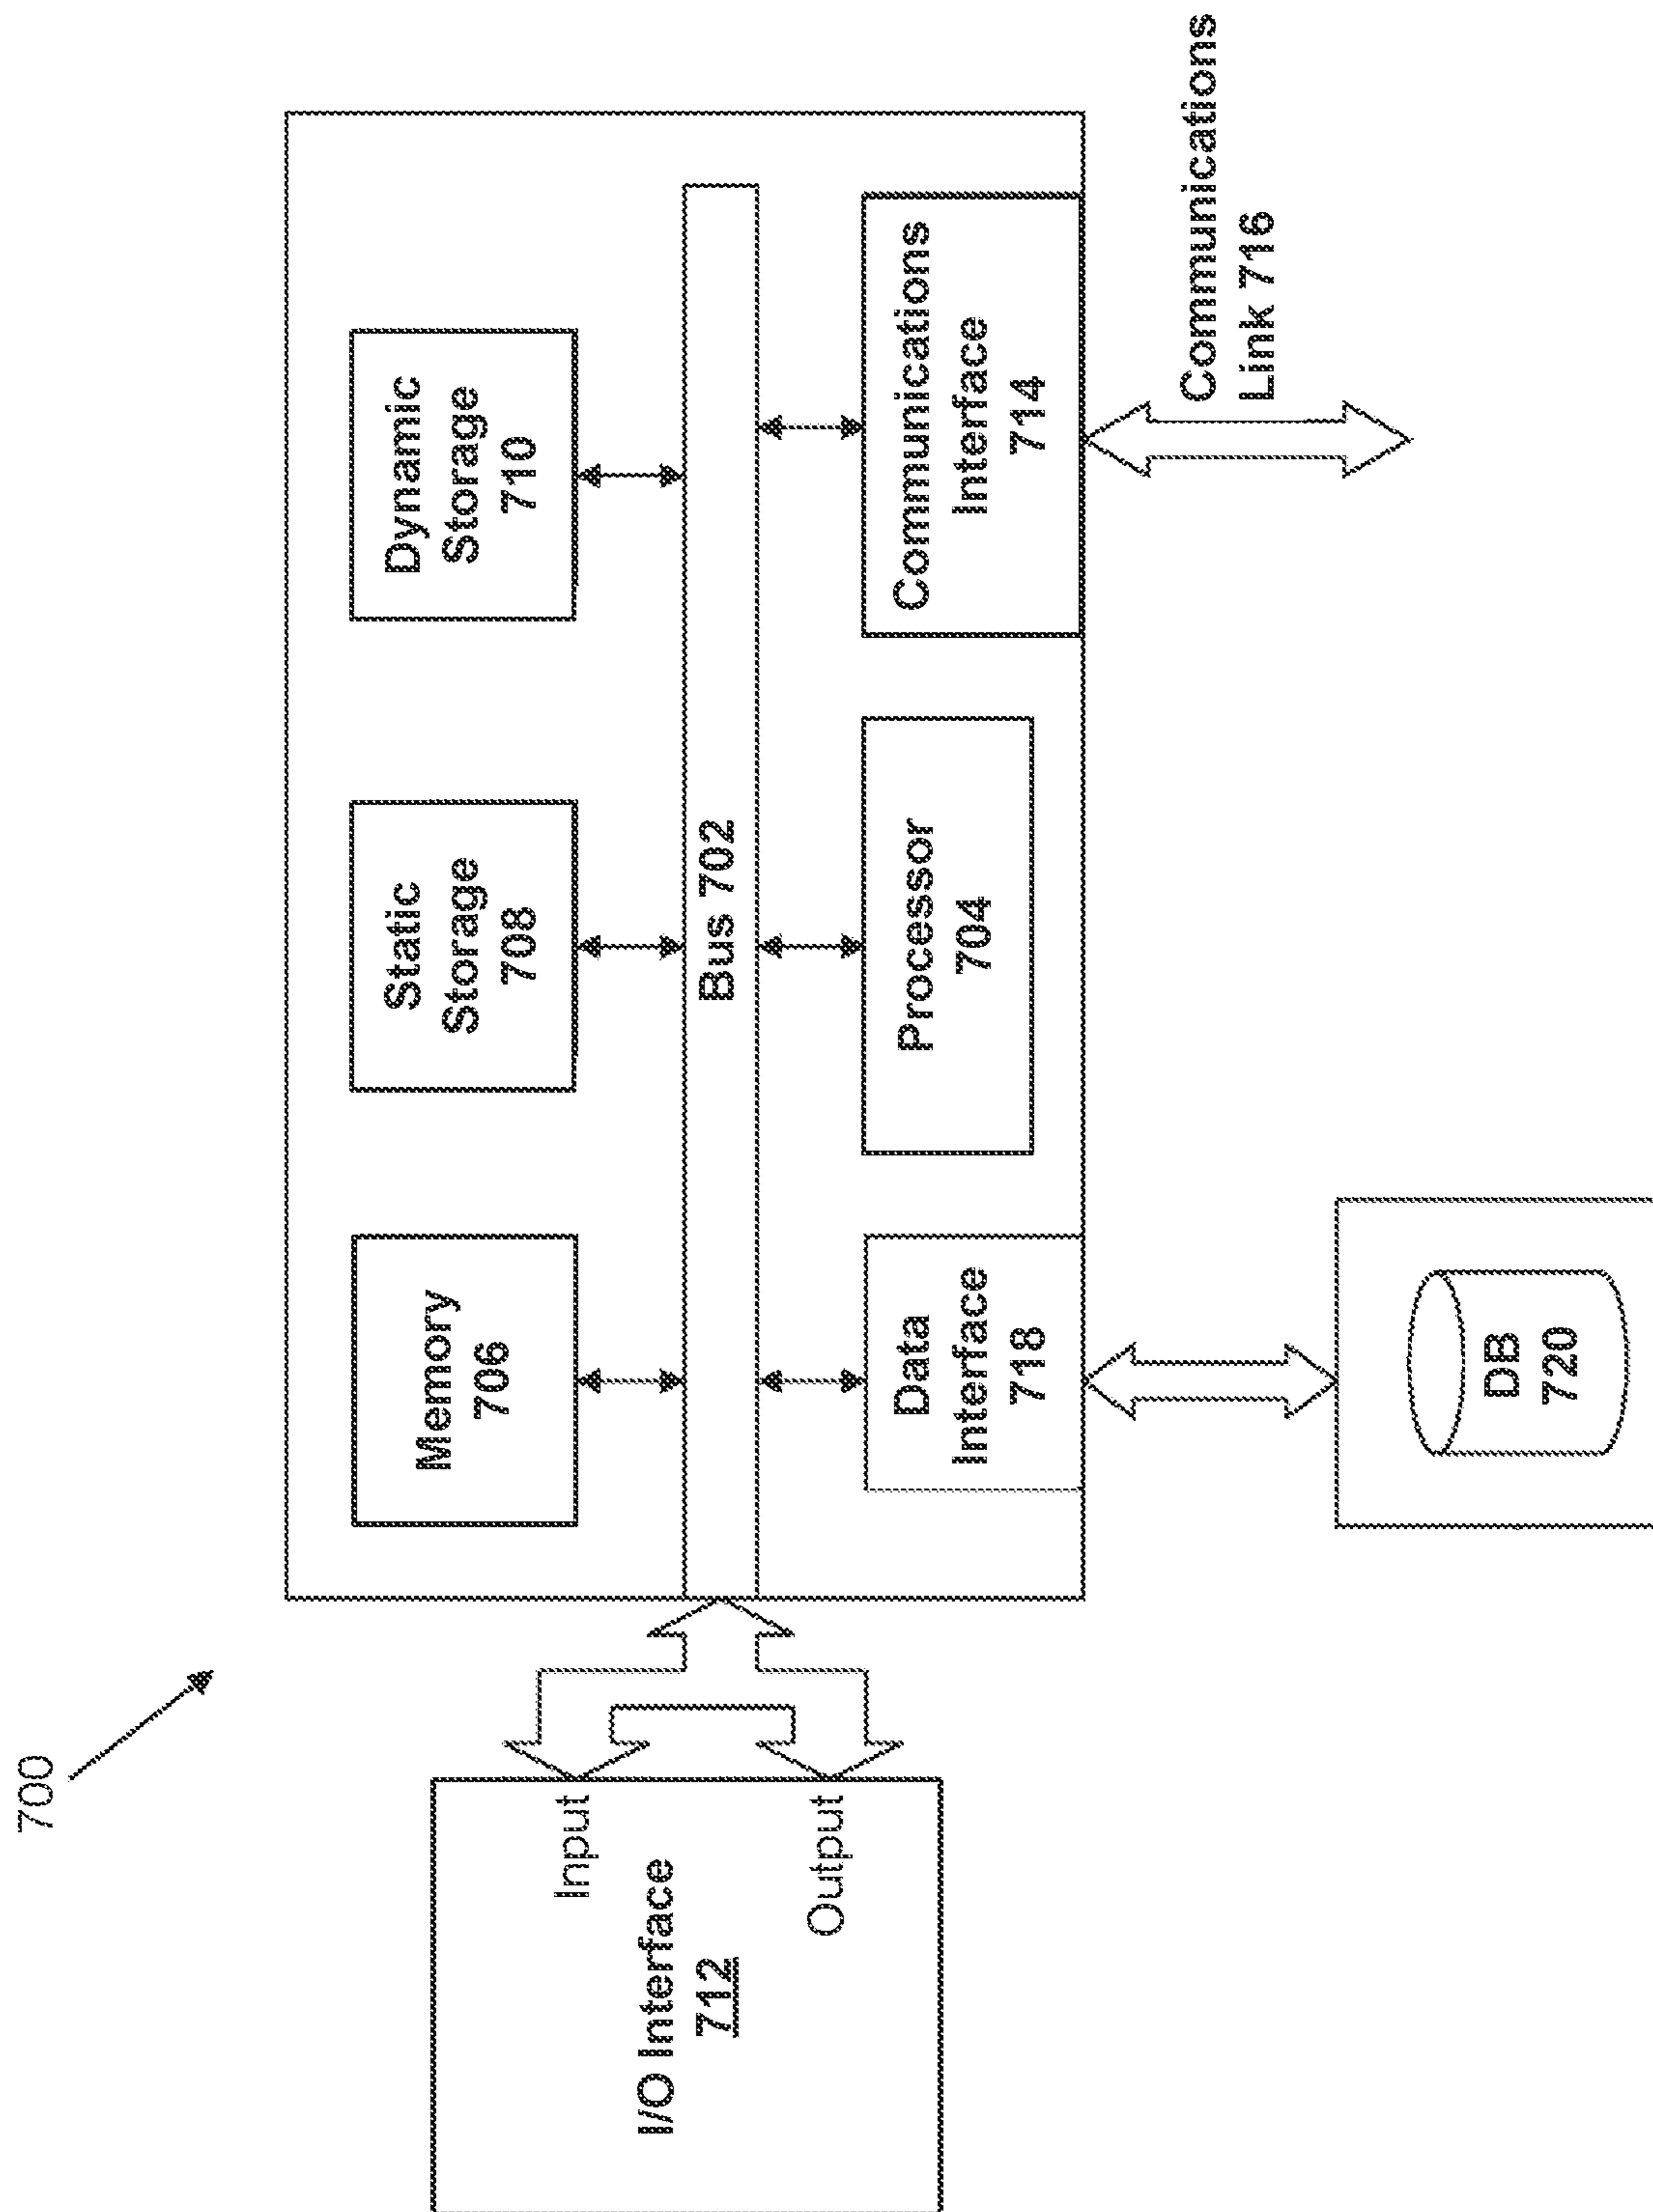 700
Memory
706
Static
Storage
708
Dynamic
Storage
710
I/O Interface
712
Input
Output
Bus 702
Data
Interface
718
Processor
704
Communications
Interface
714
Communications
Link 716
DB
720